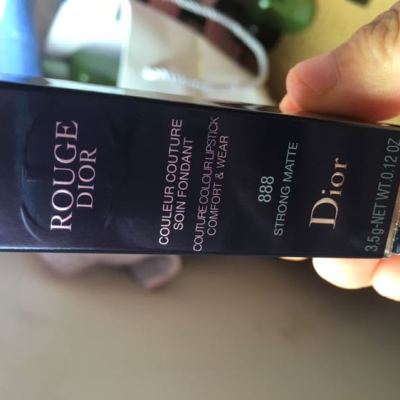 ROUGE
DIOR
COULEUR COUTURE
SOIN FONDANT
COUTURE COLOUR LIPSTICK
COMFORT & WEAR
888
STRONG MATTE
Dior
3.5g-NET WT.0.12 OZ